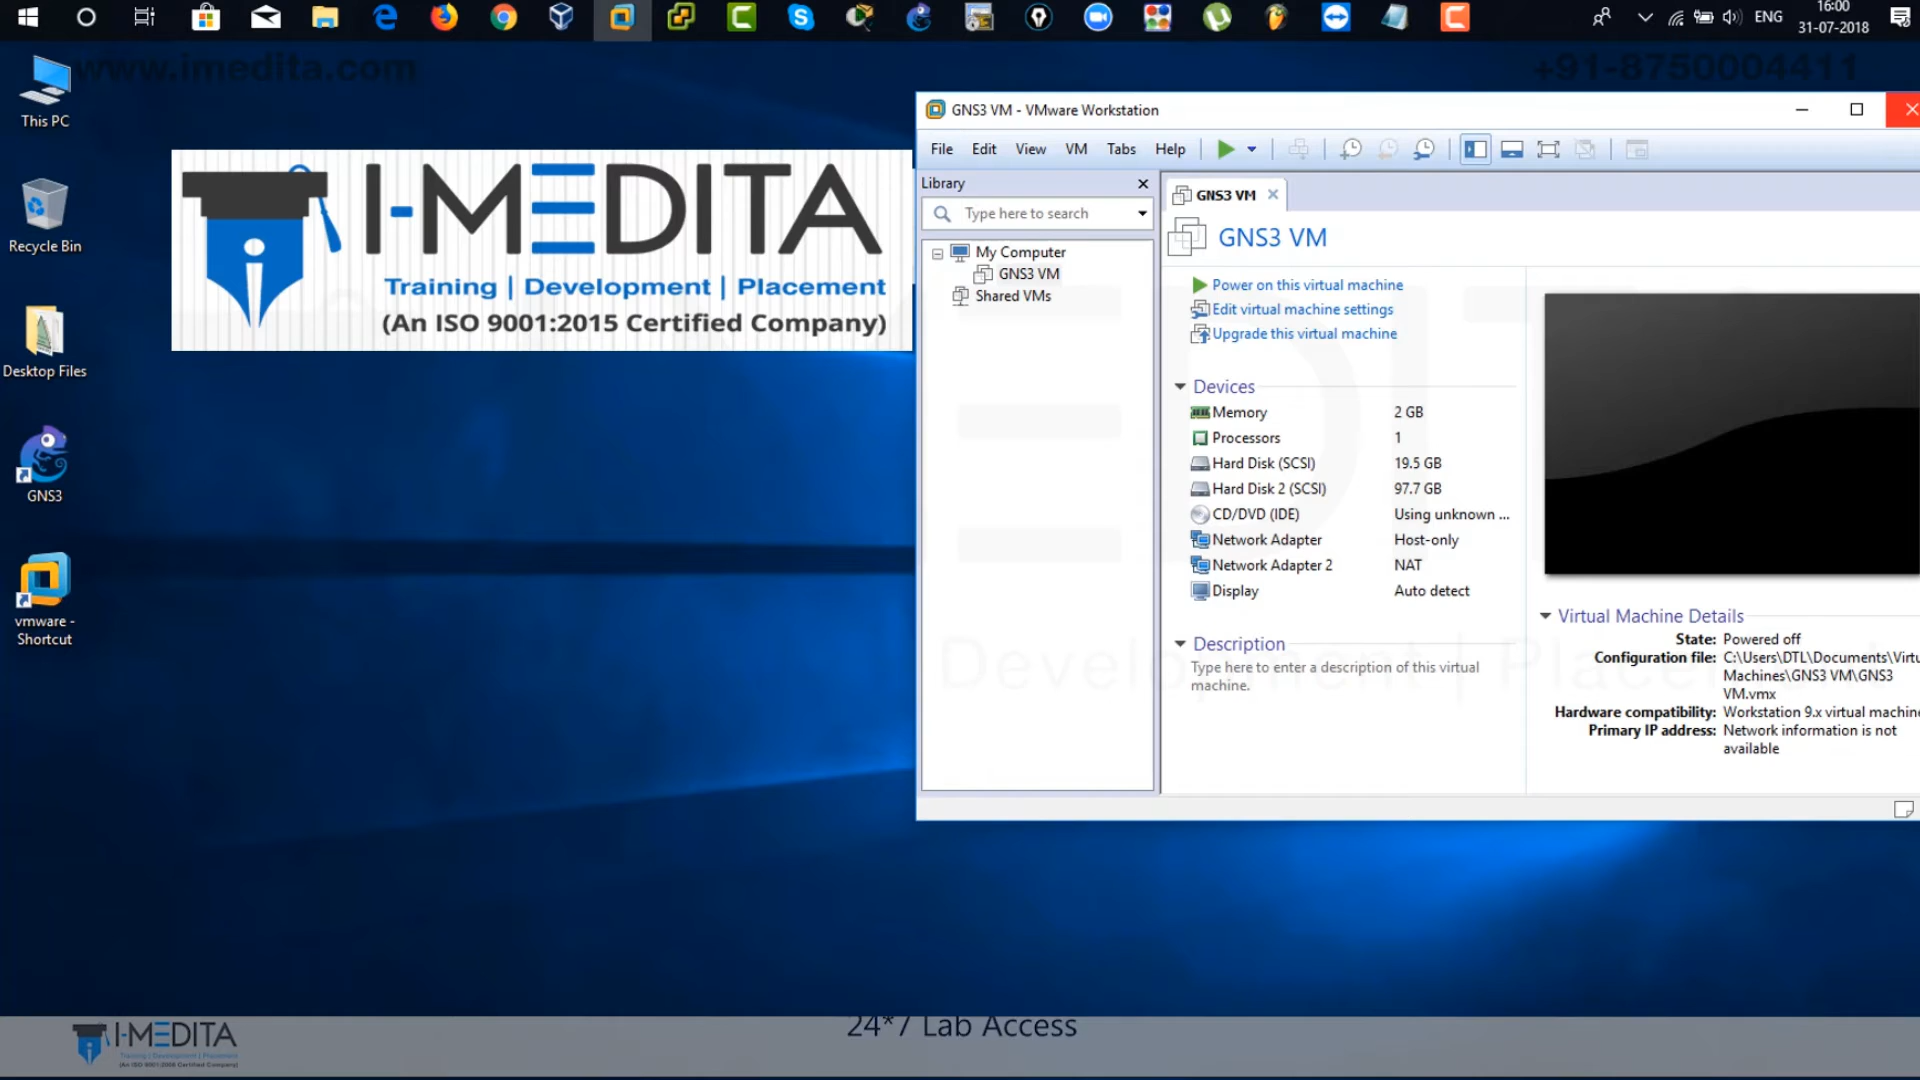 ENG
16:00
31-07-2018
www.imedita.com
+91-8750004411
This PC
Recycle Bin
Desktop Files
GNS3
vmware -
Shortcut
I-MEDITA
Training | Development | Placement
(An ISO 9001:2015 Certified Company)
GNS3 VM - VMware Workstation
File Edit View VM Tabs Help
Library
Type here to search
My Computer
GNS3 VM
Shared VMs
GNS3 VM
GNS3 VM
Power on this virtual machine
Edit virtual machine settings
Upgrade this virtual machine
Devices
Memory 2 GB
Processors 1
Hard Disk (SCSI) 19.5 GB
Hard Disk 2 (SCSI) 97.7 GB
CD/DVD (IDE) Using unknown ...
Network Adapter Host-only
Network Adapter 2 NAT
Display Auto detect
Description
Type here to enter a description of this virtual
machine.
Virtual Machine Details
State: Powered off
Configuration file: C:\Users\DTL\Documents\Virtu
Machines\GNS3 VM\GNS3
VM.vmx
Hardware compatibility: Workstation 9.x virtual machine
Primary IP address: Network information is not
available
Development |
24*7 Lab Access
I-MEDITA
Training | Development | Placement